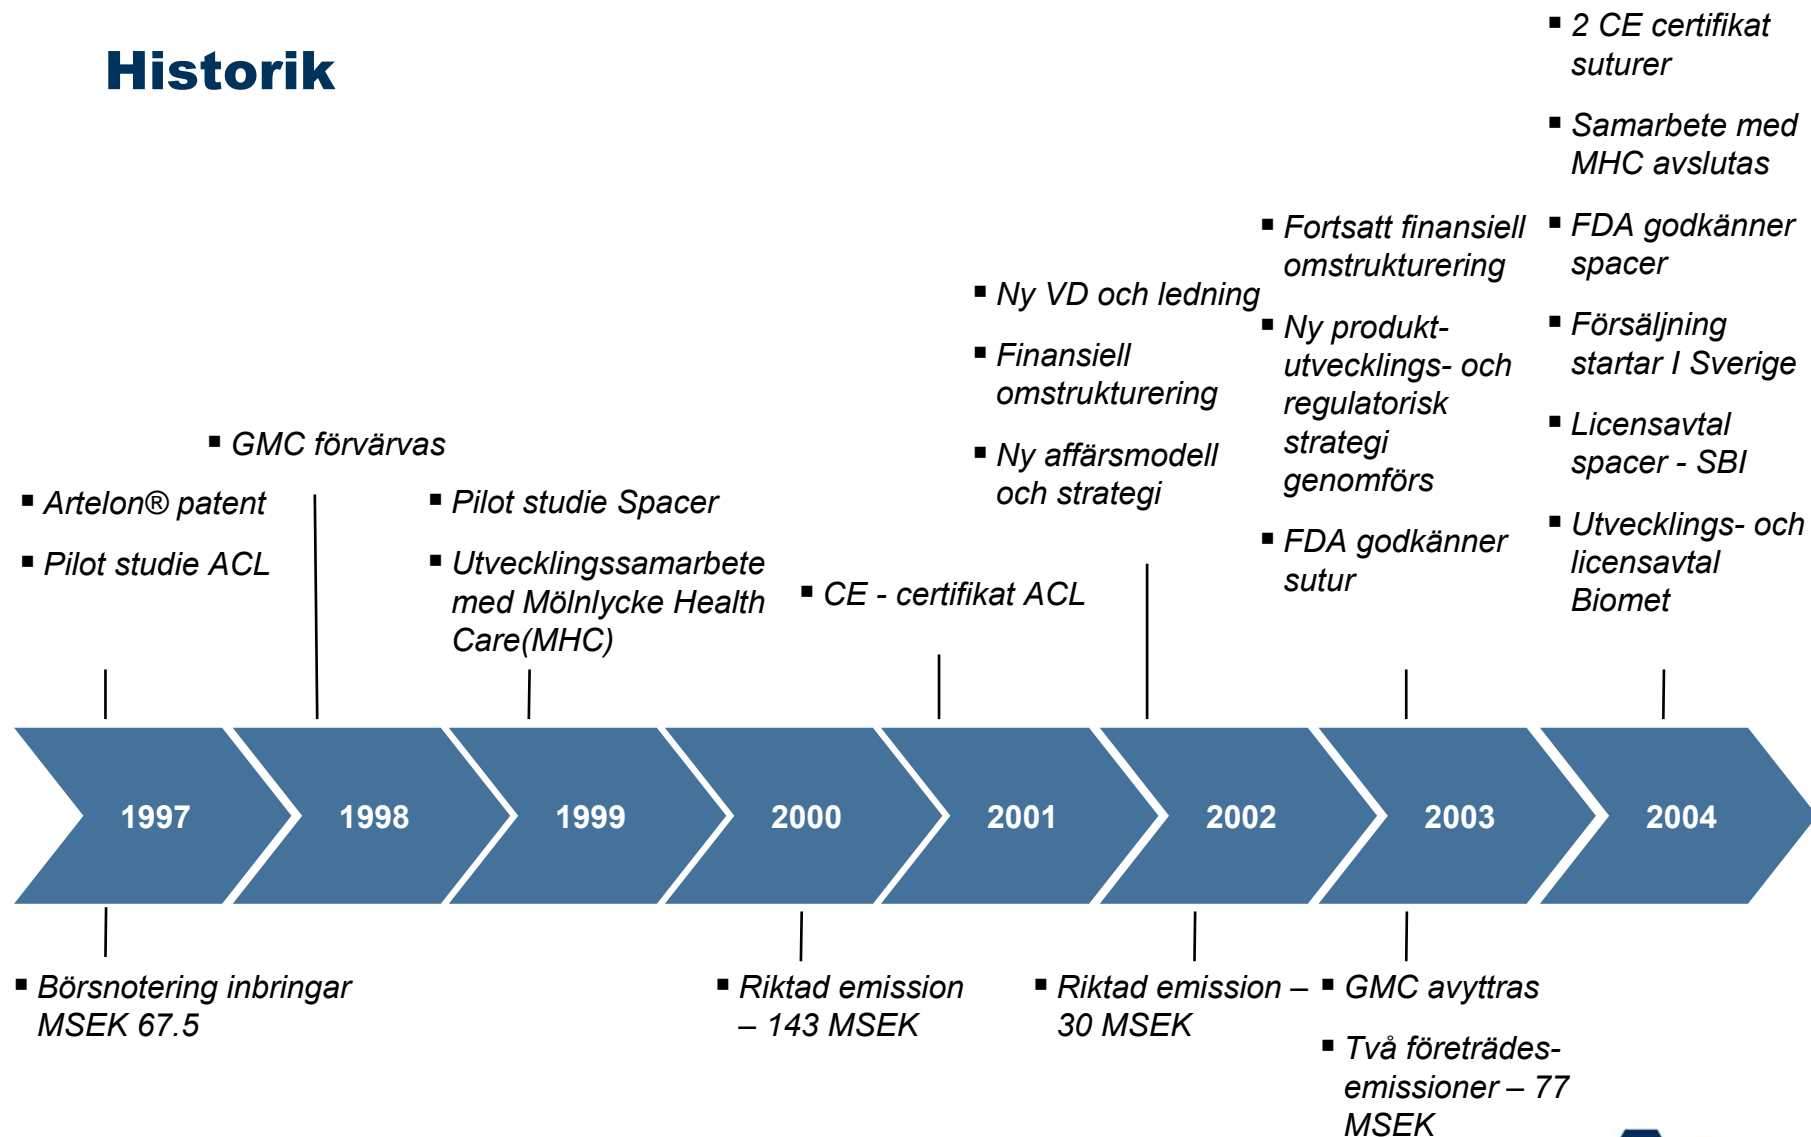 Historik
▪ Artelon® patent
▪ Pilot studie ACL
▪ GMC förvärvas
▪ Pilot studie Spacer
▪ Utvecklingssamarbete
med Mölnlycke Health
Care(MHC)
▪ CE - certifikat ACL
▪ Ny VD och ledning
▪ Finansiell
omstrukturering
▪ Ny affärsmodell
och strategi
▪ Fortsatt finansiell
omstrukturering
▪ Ny produkt-
utvecklings- och
regulatorisk
strategi
genomförs
▪ FDA godkänner
sutur
▪ 2 CE certifikat
suturer
▪ Samarbete med
MHC avslutas
▪ FDA godkänner
spacer
▪ Försäljning
startar I Sverige
▪ Licensavtal
spacer - SBI
▪ Utvecklings- och
licensavtal
Biomet
1997
1998
1999
2000
2001
2002
2003
2004
▪ Börsnotering inbringar
MSEK 67.5
▪ Riktad emission
– 143 MSEK
▪ Riktad emission –
30 MSEK
▪ GMC avyttras
▪ Två företrädes-
emissioner – 77
MSEK